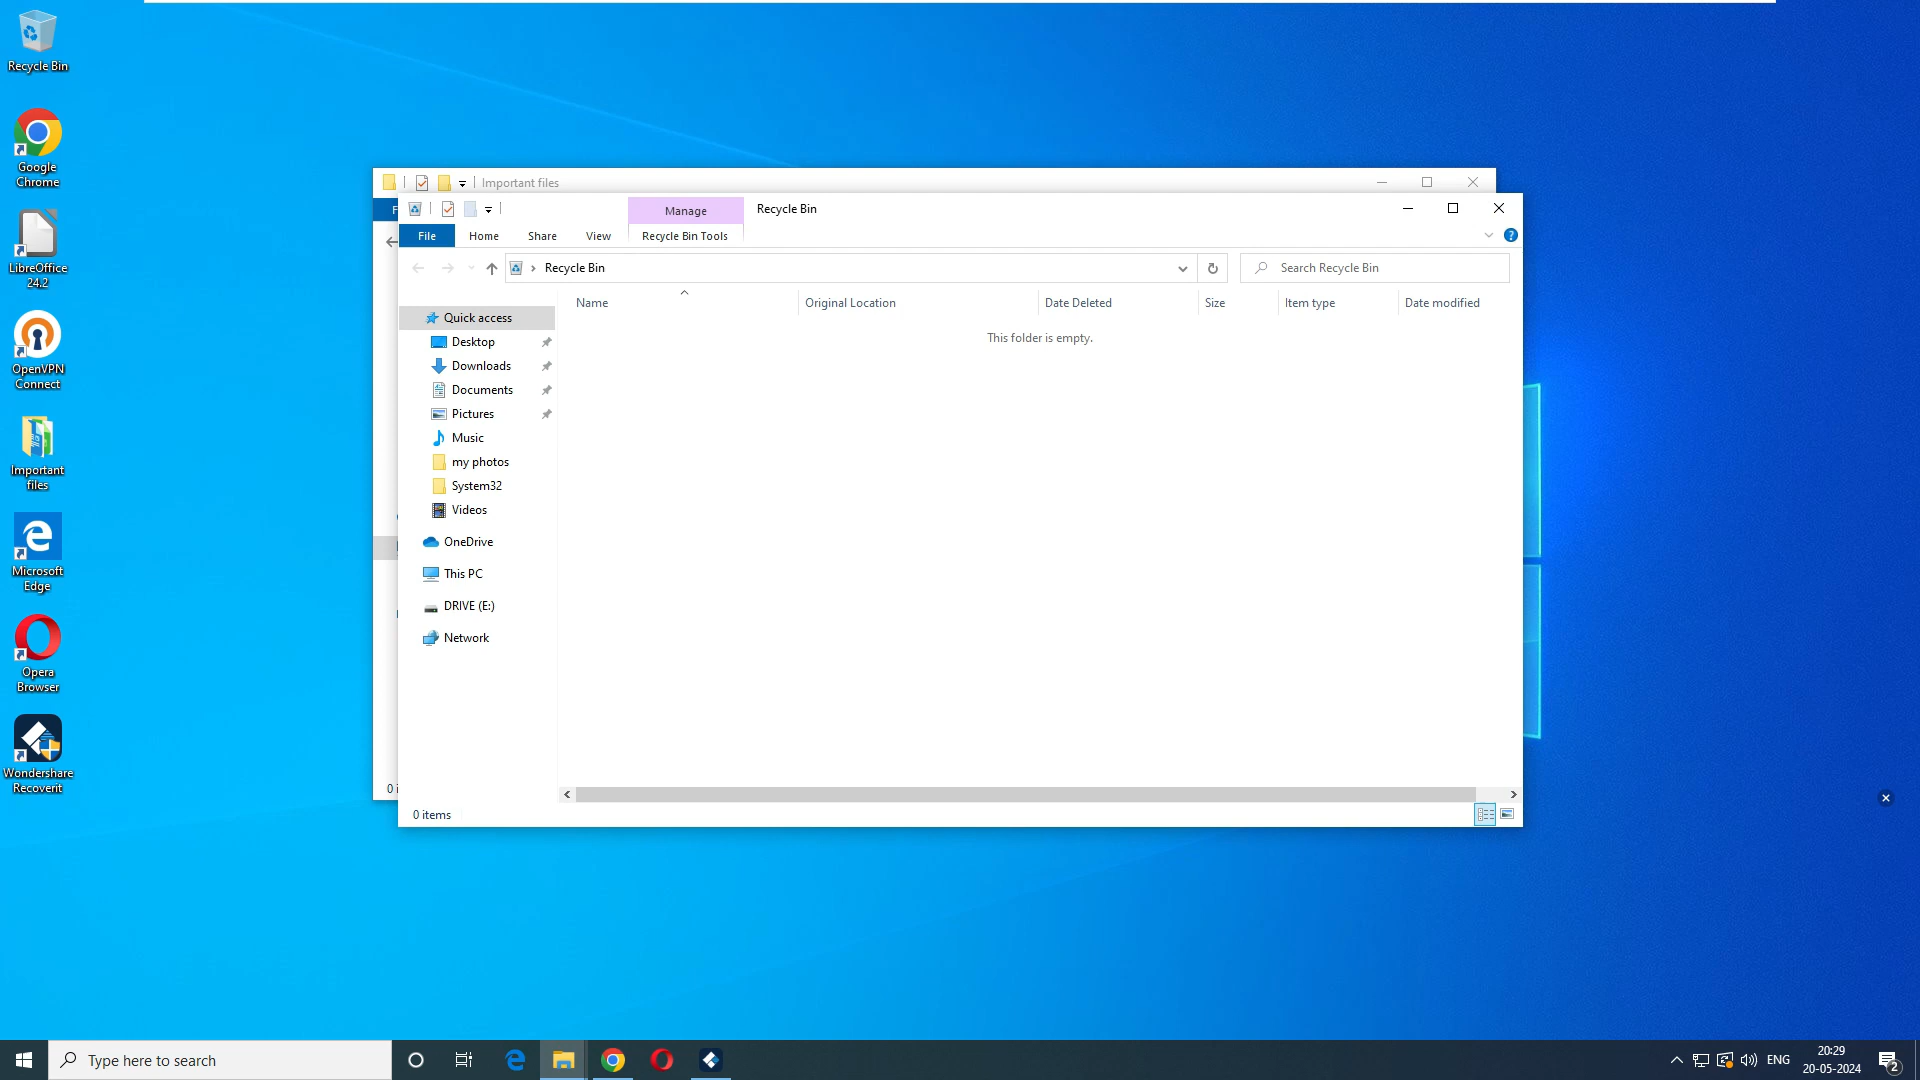 Recycle Bin
Google
Chrome
LibreOffice
24.2
OpenVPN
Connect
Important
files
Microsoft
Edge
Opera
Browser
Wondershare
Recoverit
Important files
F
Manage
Recycle Bin
File
Home
Share
View
Recycle Bin Tools
?
Recycle Bin
Search Recycle Bin
Name
Original Location
Date Deleted
Size
Item type
Date modified
This folder is empty.
Quick access
Desktop
Downloads
Documents
Pictures
Music
my photos
System32
Videos
OneDrive
This PC
DRIVE (E:)
Network
0 i
0 items
Type here to search
ENG
20:29
20-05-2024
2